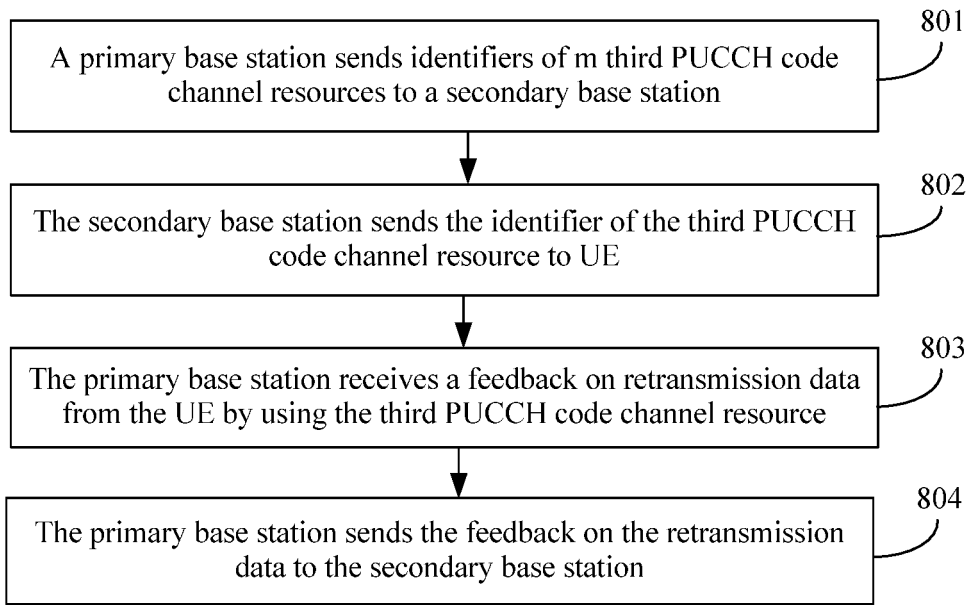 801
A primary base station sends identifiers of m third PUCCH code
channel resources to a secondary base station
802
The secondary base station sends the identifier of the third PUCCH
code channel resource to UE
803
The primary base station receives a feedback on retransmission data
from the UE by using the third PUCCH code channel resource
804
The primary base station sends the feedback on the retransmission
data to the secondary base station